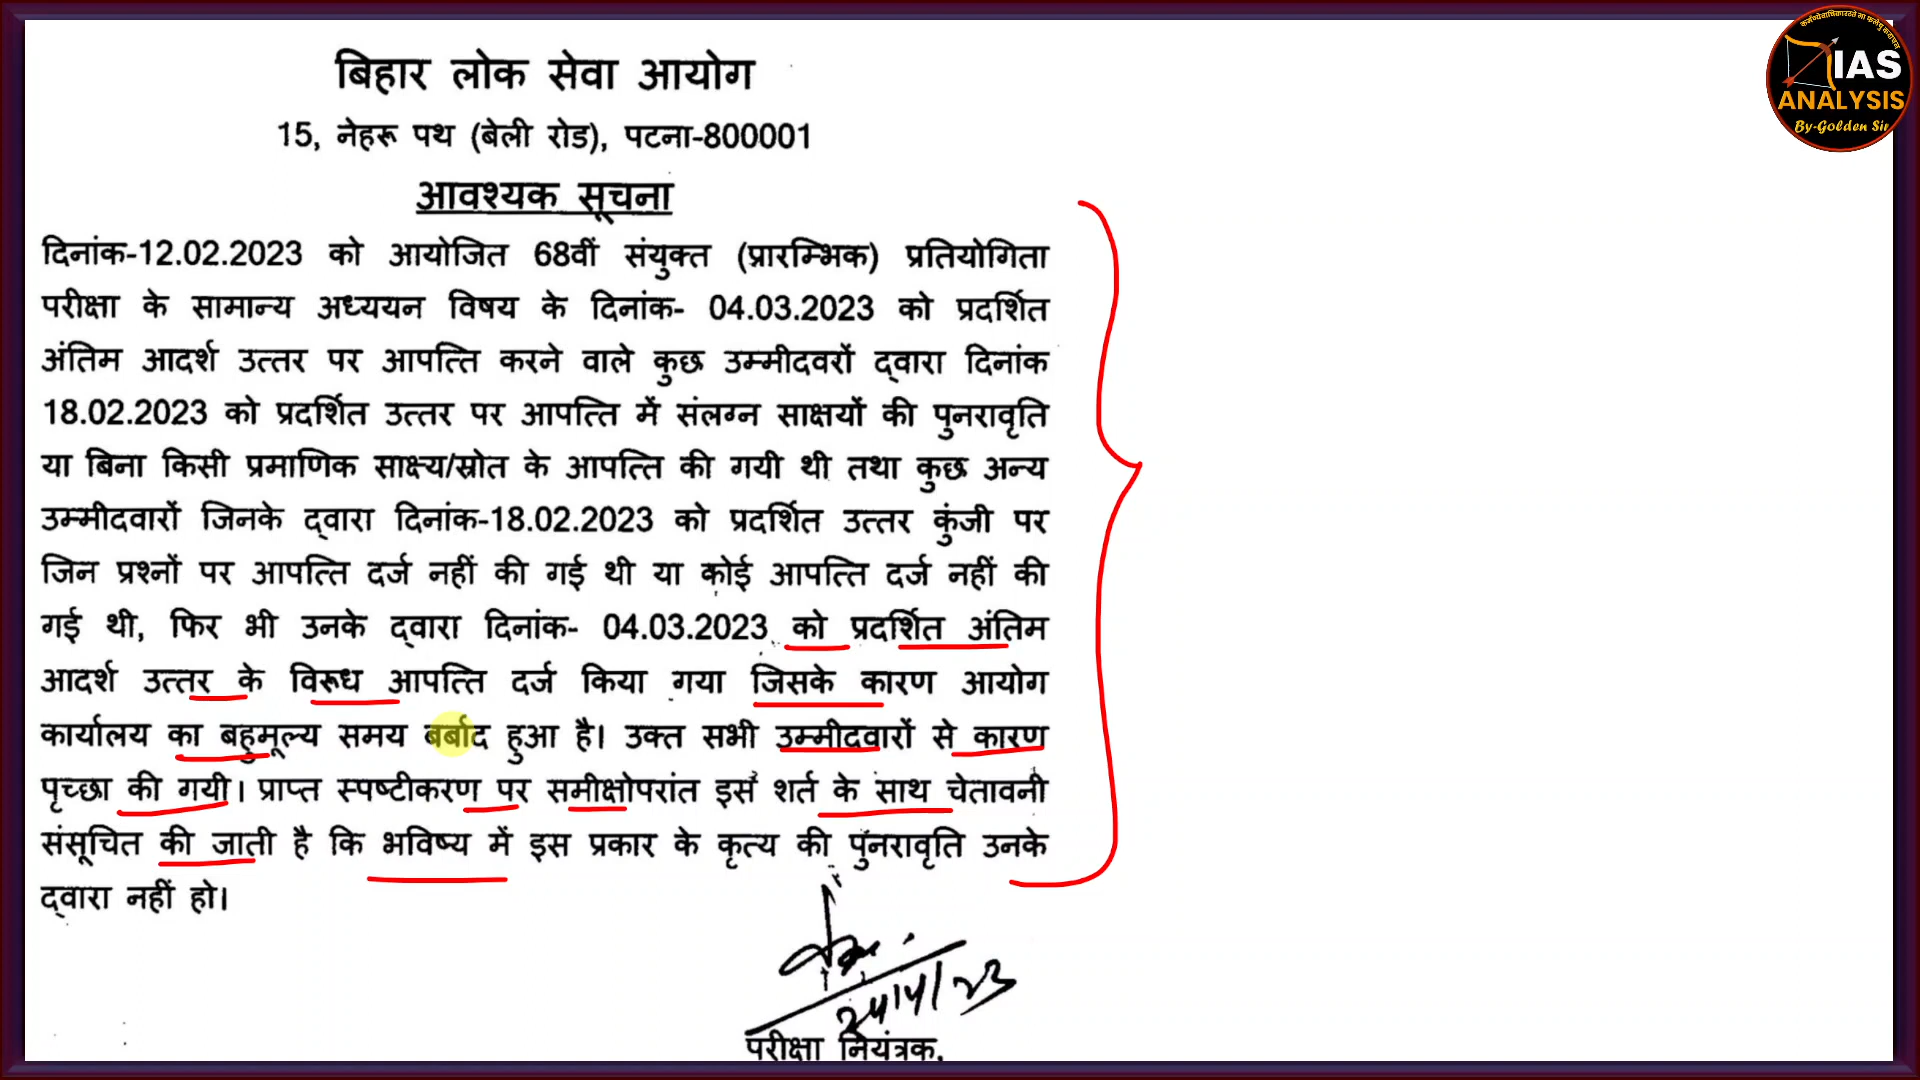 बिहार लोक सेवा आयोग
15, नेहरू पथ (बेली रोड), पटना-800001
आवश्यक सूचना
दिनांक-12.02.2023 को आयोजित 68वीं संयुक्त (प्रारम्भिक) प्रतियोगिता
परीक्षा के सामान्य अध्ययन विषय के दिनांक- 04.03.2023 को प्रदर्शित
अंतिम आदर्श उत्तर पर आपत्ति करने वाले कुछ उम्मीदवरों द्वारा दिनांक
18.02.2023 को प्रदर्शित उत्तर पर आपत्ति में संलग्न साक्षयों की पुनरावृति
या बिना किसी प्रमाणिक साक्ष्य/स्रोत के आपत्ति की गयी थी तथा कुछ अन्य
उम्मीदवारों जिनके द्वारा दिनांक-18.02.2023 को प्रदर्शित उत्तर कुंजी पर
जिन प्रश्नों पर आपत्ति दर्ज नहीं की गई थी या कोई आपत्ति दर्ज नहीं की
गई थी, फिर भी उनके द्वारा दिनांक- 04.03.2023 को प्रदर्शित अंतिम
आदर्श उत्तर के विरूध आपत्ति दर्ज किया गया जिसके कारण आयोग
कार्यालय का बहुमूल्य समय बर्बाद हुआ है। उक्त सभी उम्मीदवारों से कारण
पृच्छा की गयी। प्राप्त स्पष्टीकरण पर समीक्षोपरांत इस शर्त के साथ चेतावनी
संसूचित की जाती है कि भविष्य में इस प्रकार के कृत्य की पुनरावृति उनके
द्वारा नहीं हो।
24/4/23
परीक्षा नियंत्रक.
IAS
ANALYSIS
By-Golden Sir